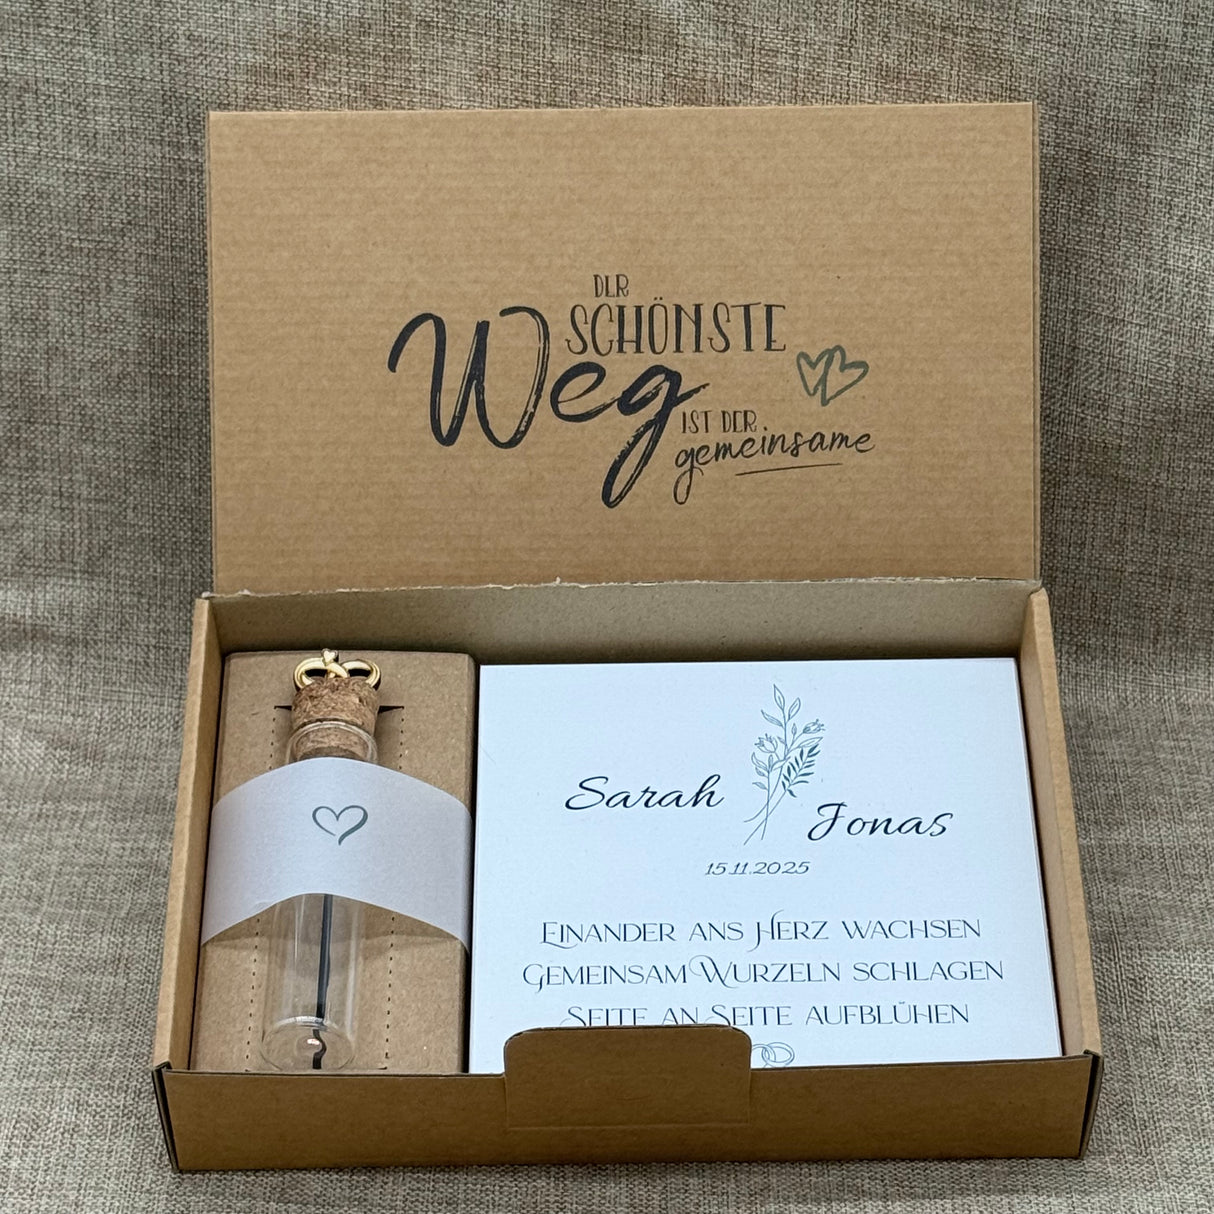 DER
SCHÖNSTE
Weg
IST DER
gemeinsame
Sarah
Jonas
15.11.2025
EINANDER ANS HERZ WACHSEN
GEMEINSAM WURZELN SCHLAGEN
SEITE AN SEITE AUFBLÜHEN